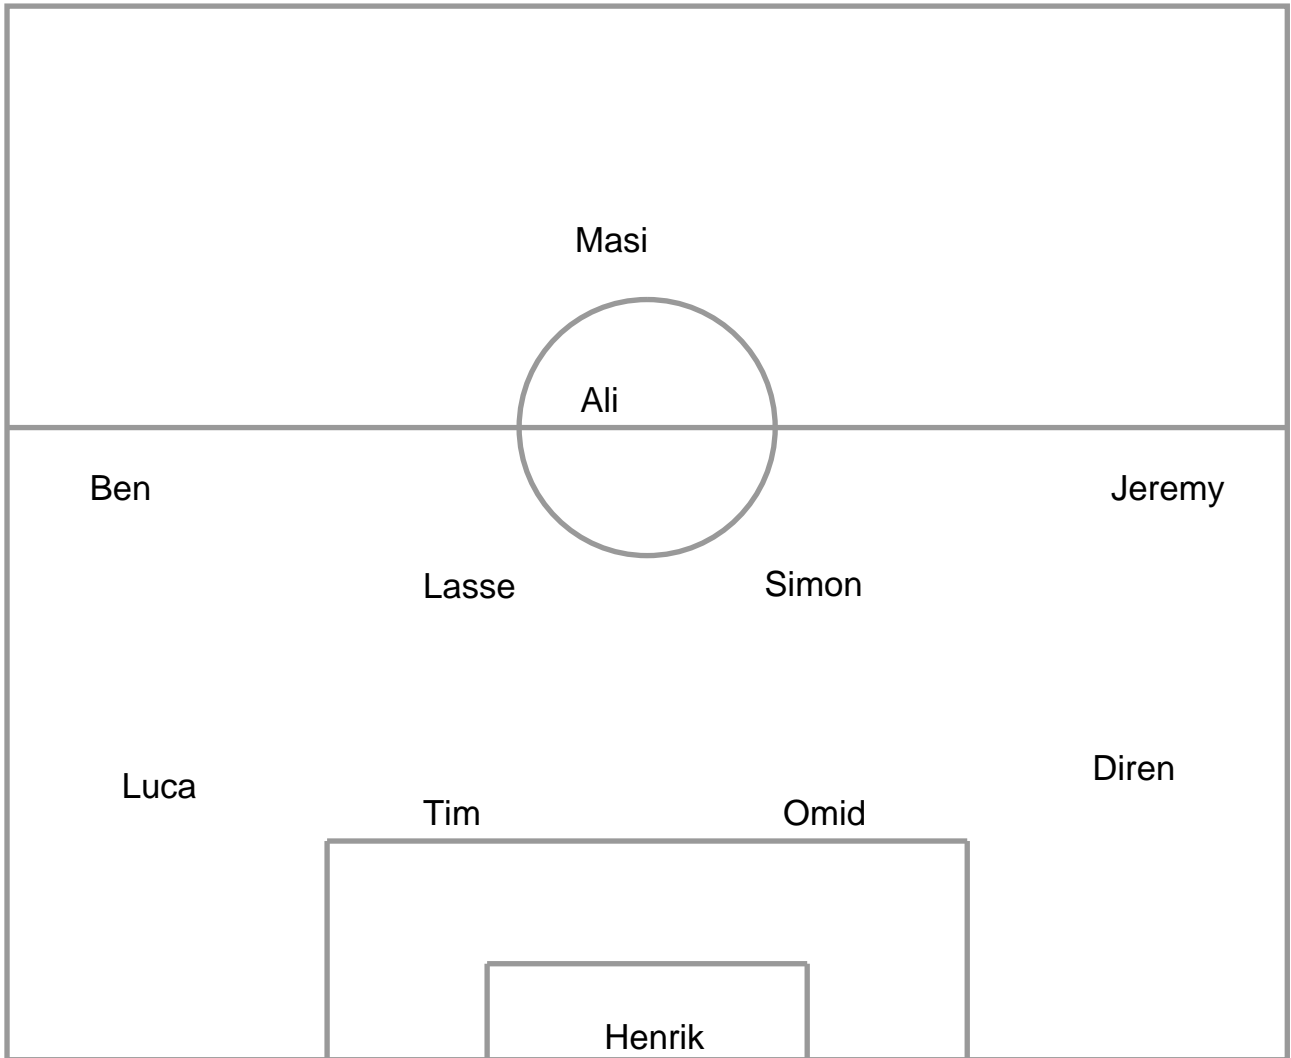 Masi
Ali
Ben
Jeremy
Lasse
Simon
Luca
Diren
Tim
Omid
Henrik